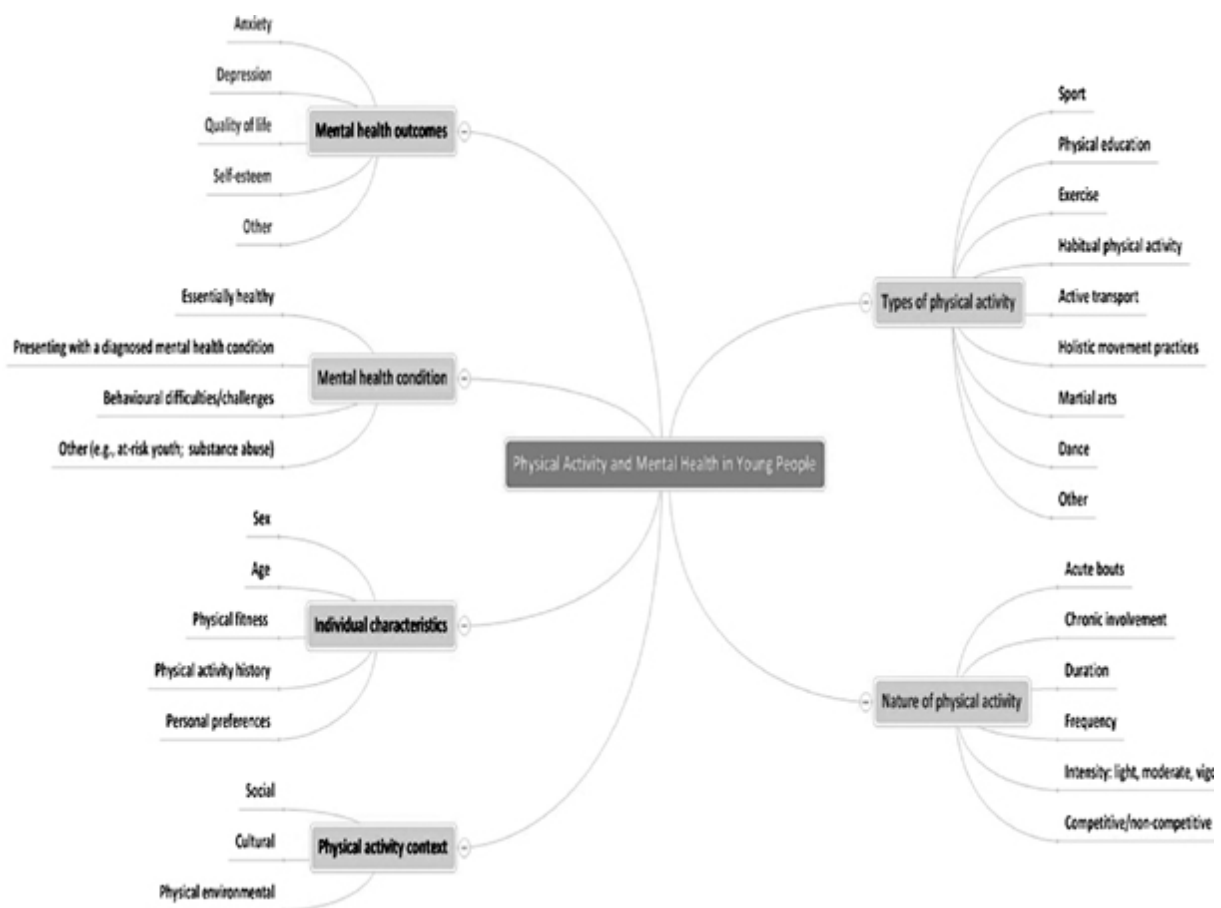 Physical Activity and Mental Health in Young People
Mental health outcomes
Anxiety
Depression
Quality of life
Self-esteem
Other
Mental health condition
Essentially healthy
Presenting with a diagnosed mental health condition
Behavioural difficulties/challenges
Other (e.g., at-risk youth; substance abuse)
Individual characteristics
Sex
Age
Physical fitness
Physical activity history
Personal preferences
Physical activity context
Social
Cultural
Physical environmental
Types of physical activity
Sport
Physical education
Exercise
Habitual physical activity
Active transport
Holistic movement practices
Martial arts
Dance
Other
Nature of physical activity
Acute bouts
Chronic involvement
Duration
Frequency
Intensity: light, moderate, vigo
Competitive/non-competitive